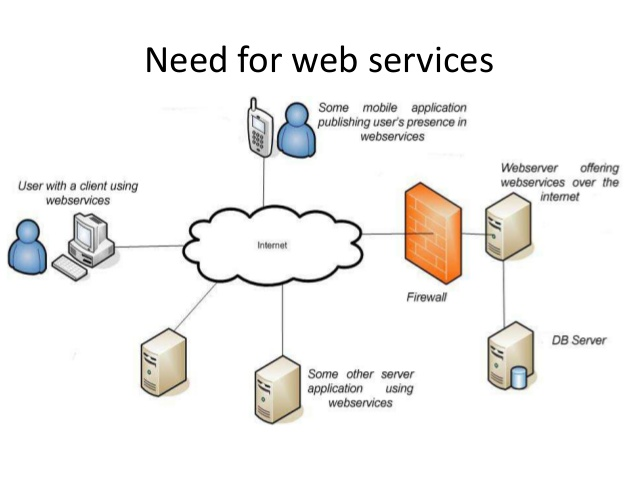 Need for web services
Some mobile application
publishing user's presence in
webservices
Webserver offering
webservices over the
internet
User with a client using
webservices
Internet
Firewall
DB Server
Some other server
application using
webservices